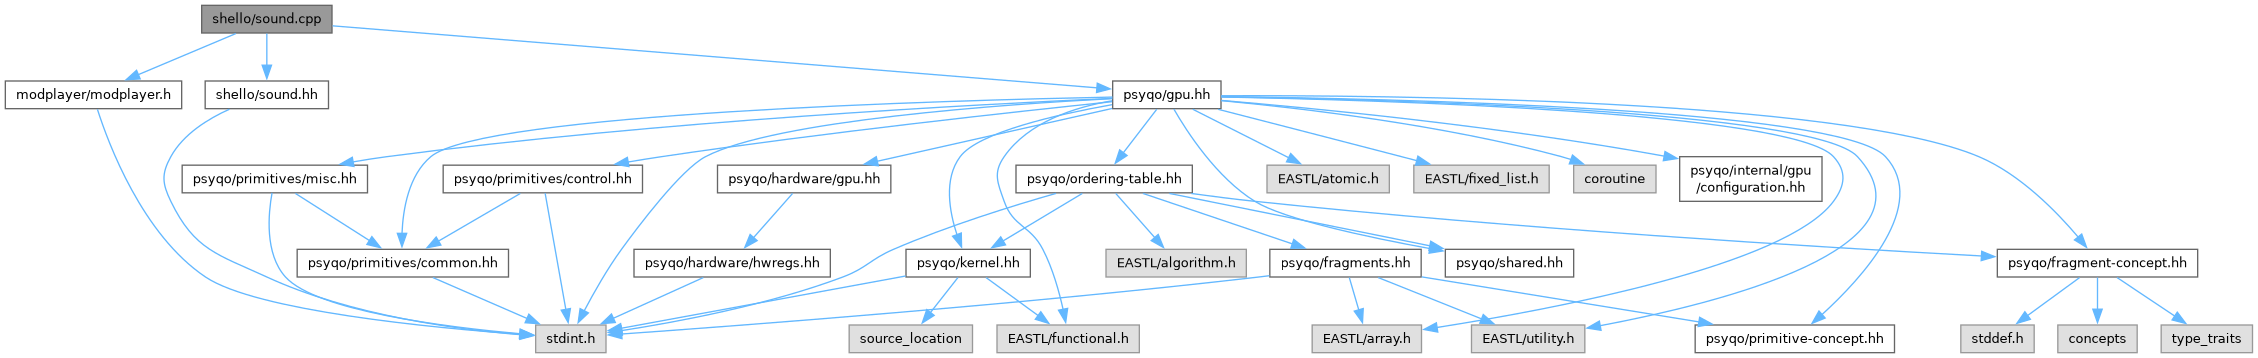 shello/sound.cpp
modplayer/modplayer.h
shello/sound.hh
psyqo/gpu.hh
psyqo/primitives/misc.hh
psyqo/primitives/control.hh
psyqo/hardware/gpu.hh
psyqo/ordering-table.hh
EASTL/atomic.h
EASTL/fixed_list.h
coroutine
psyqo/internal/gpu
/configuration.hh
psyqo/primitives/common.hh
psyqo/hardware/hwregs.hh
psyqo/kernel.hh
EASTL/algorithm.h
psyqo/fragments.hh
psyqo/shared.hh
psyqo/fragment-concept.hh
stdint.h
source_location
EASTL/functional.h
EASTL/array.h
EASTL/utility.h
psyqo/primitive-concept.hh
stddef.h
concepts
type_traits